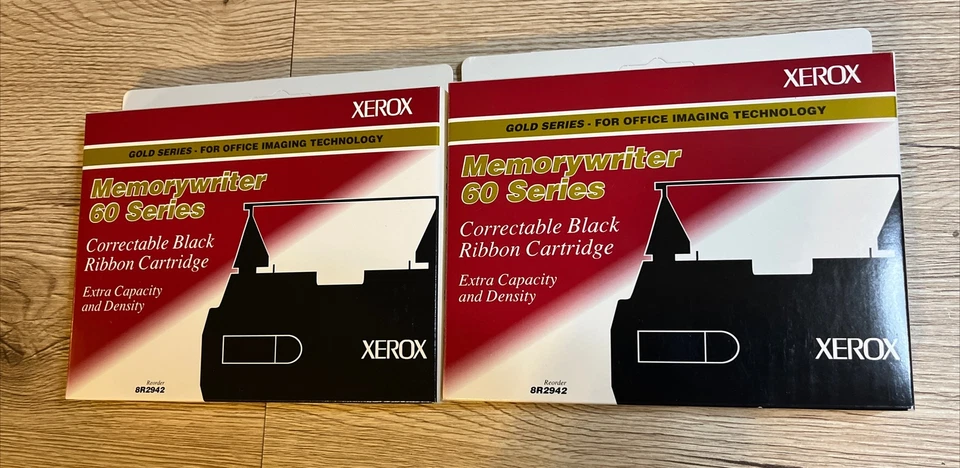 XEROX
GOLD SERIES - FOR OFFICE IMAGING TECHNOLOGY
Memorywriter
60 Series
Correctable Black
Ribbon Cartridge
Extra Capacity
and Density
XEROX
Reorder
8R2942
XEROX
GOLD SERIES - FOR OFFICE IMAGING TECHNOLOGY
Memorywriter
60 Series
Correctable Black
Ribbon Cartridge
Extra Capacity
and Density
XEROX
Reorder
8R2942